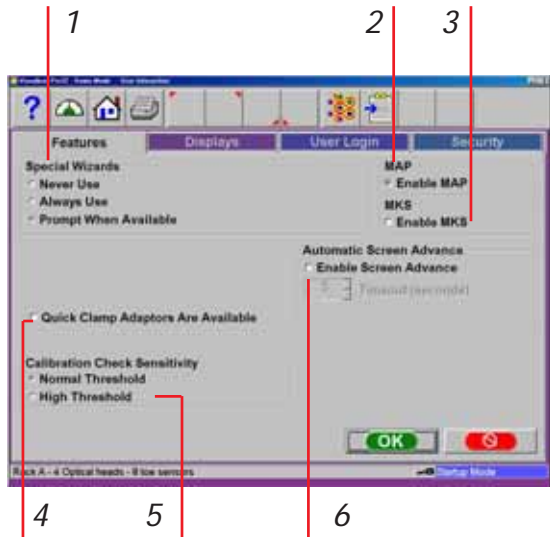 1 2 3
?
Features Displays User Login Security
Special Wizards
Never Use
Always Use
Prompt When Available
MAP
Enable MAP
MKS
Enable MKS
Automatic Screen Advance
Enable Screen Advance
5 Timeout (seconds)
Quick Clamp Adaptors Are Available
Calibration Check Sensitivity
Normal Threshold
High Threshold
OK
Rack A - 4 Optical heads - 8 toe sensors
Startup Mode
4 5 6